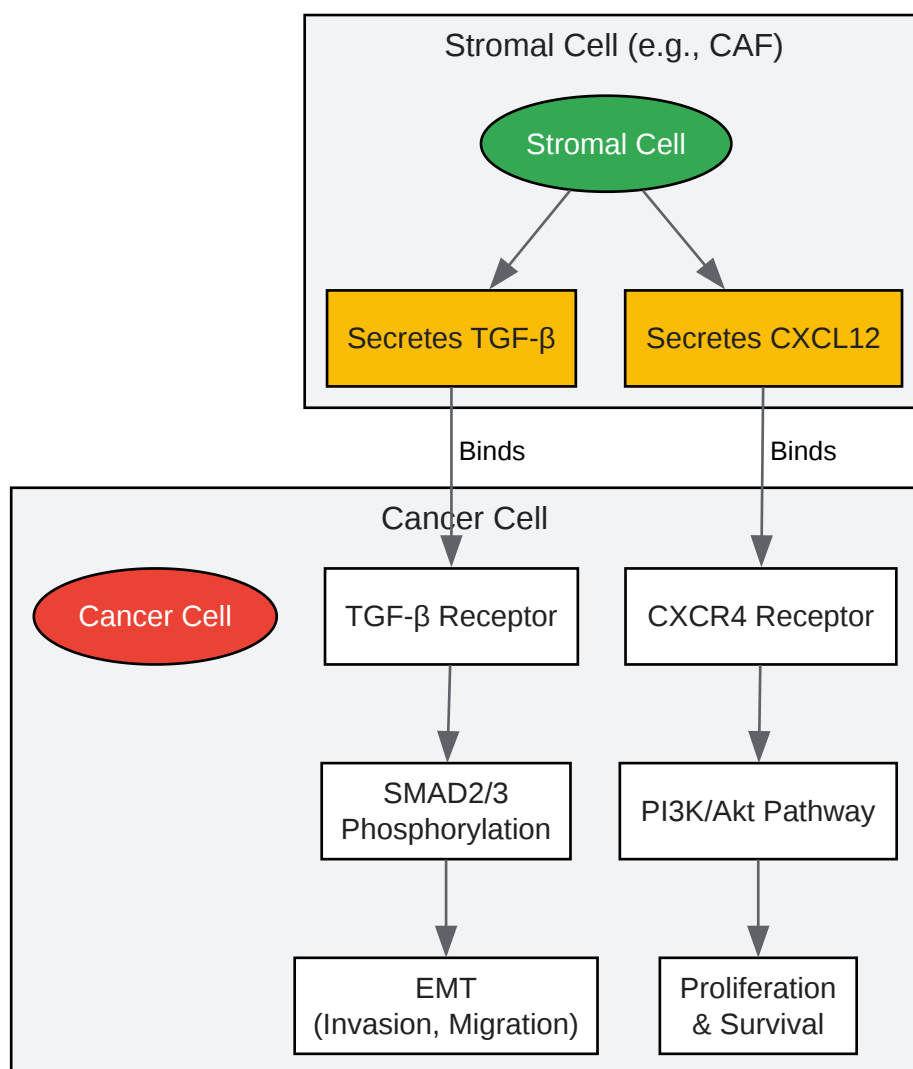 Stromal Cell (e.g., CAF)
Stromal Cell
Secretes TGF-β
Secretes CXCL12
Binds
Binds
Cancer Cell
Cancer Cell
TGF-β Receptor
CXCR4 Receptor
SMAD2/3
Phosphorylation
PI3K/Akt Pathway
EMT
(Invasion, Migration)
Proliferation
& Survival